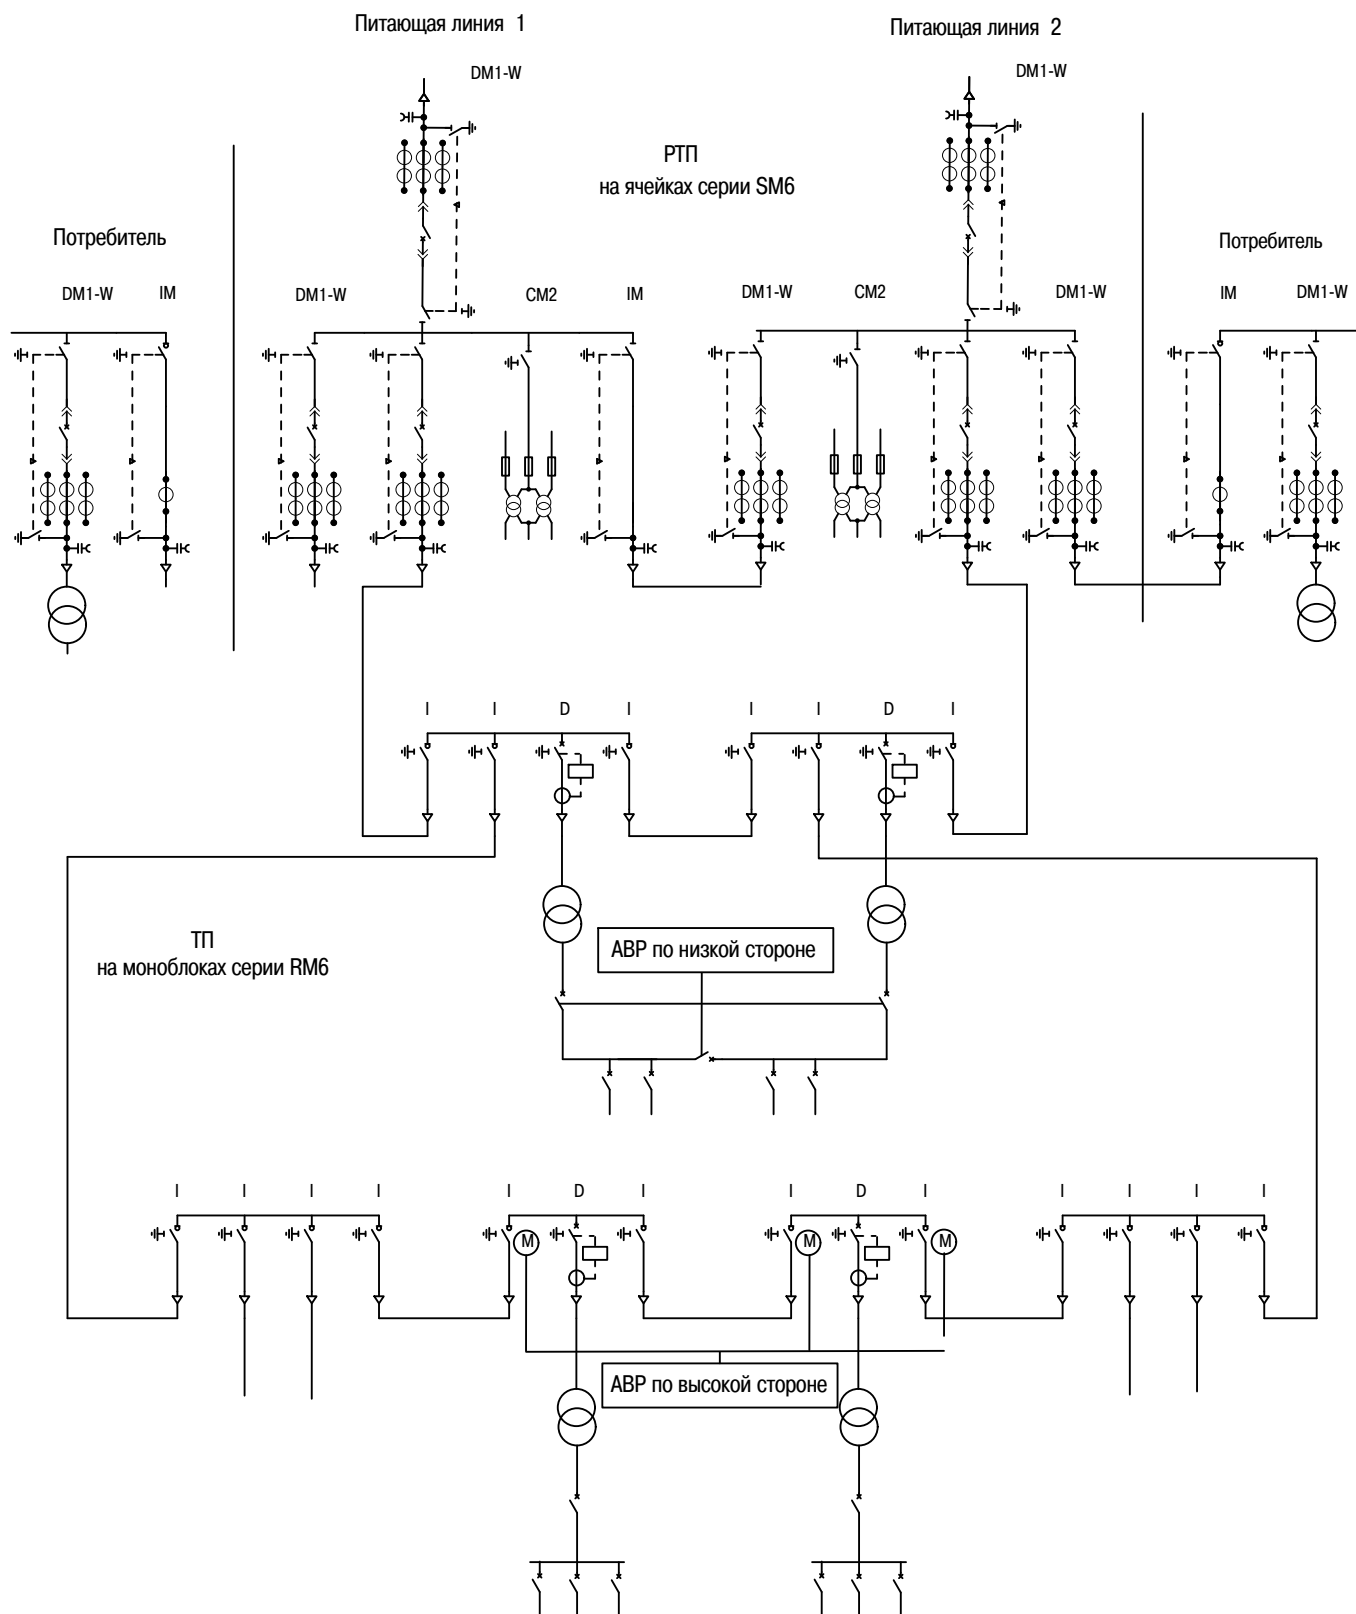 Питающая линия 1
Питающая линия 2
DM1-W
DM1-W
РТП
на ячейках серии SM6
Потребитель
Потребитель
DM1-W IM
DM1-W CM2 IM
DM1-W CM2 DM1-W
IM DM1-W
I I D I I I D I
ТП
на моноблоках серии RM6
АВР по низкой стороне
I I I I I D I I D I I I I I
M M M
АВР по высокой стороне